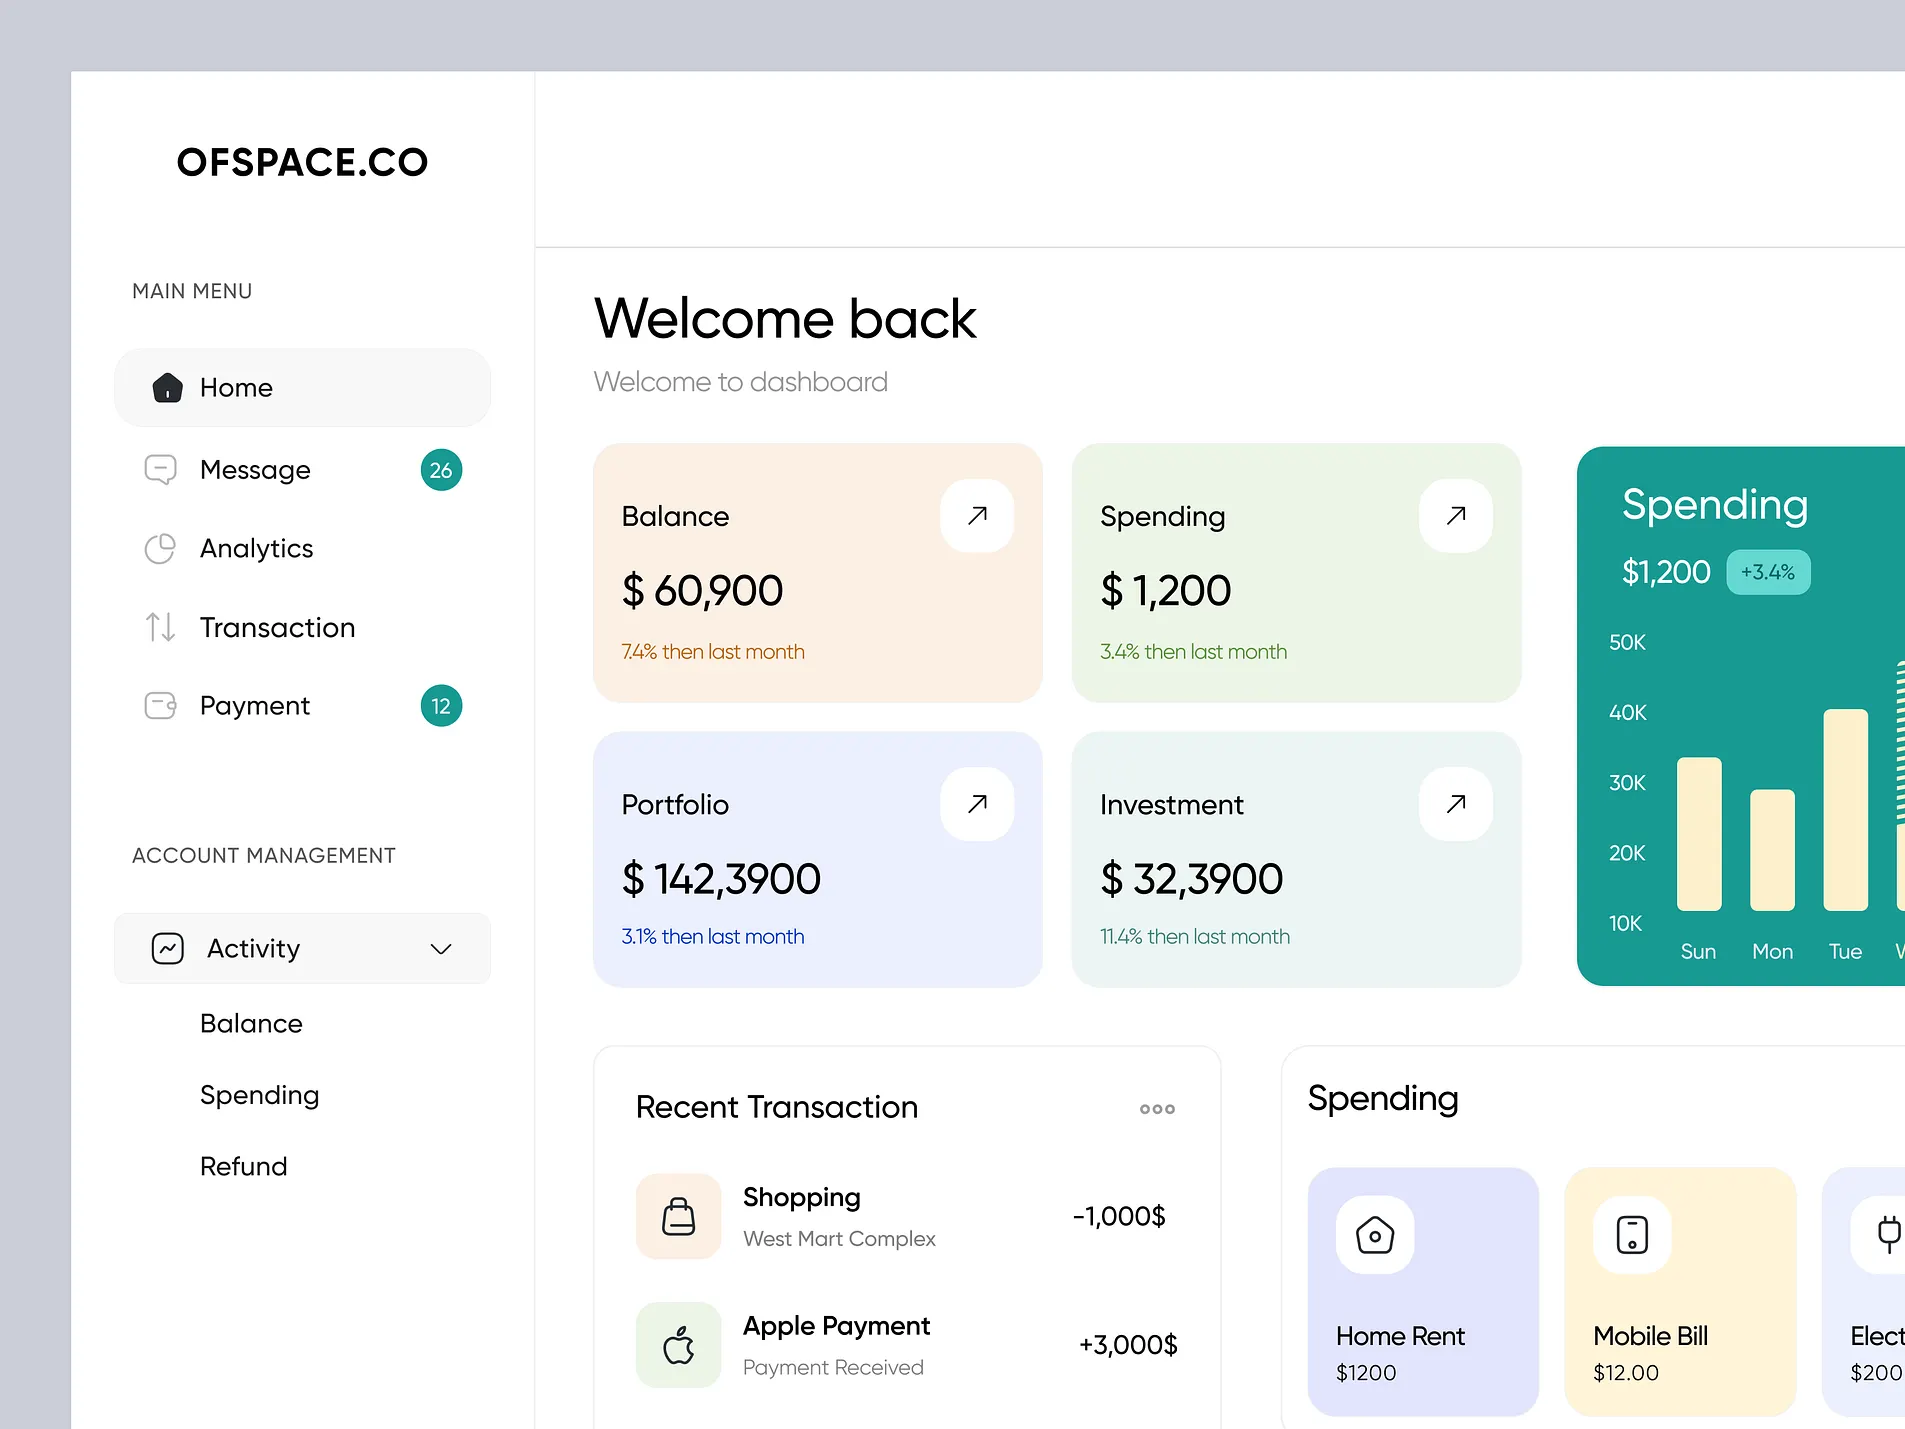 OFSPACE.CO
MAIN MENU
Home
Message
26
Analytics
Transaction
Payment
12
ACCOUNT MANAGEMENT
Activity
Balance
Spending
Refund
Welcome back
Welcome to dashboard
Balance
$ 60,900
7.4% then last month
Spending
$ 1,200
3.4% then last month
Portfolio
$ 142,3900
3.1% then last month
Investment
$ 32,3900
11.4% then last month
Spending
$1,200
+3.4%
50K
40K
30K
20K
10K
Sun
Mon
Tue
Recent Transaction
Shopping
West Mart Complex
-1,000$
Apple Payment
Payment Received
+3,000$
Spending
Home Rent
$1200
Mobile Bill
$12.00
Elect
$200